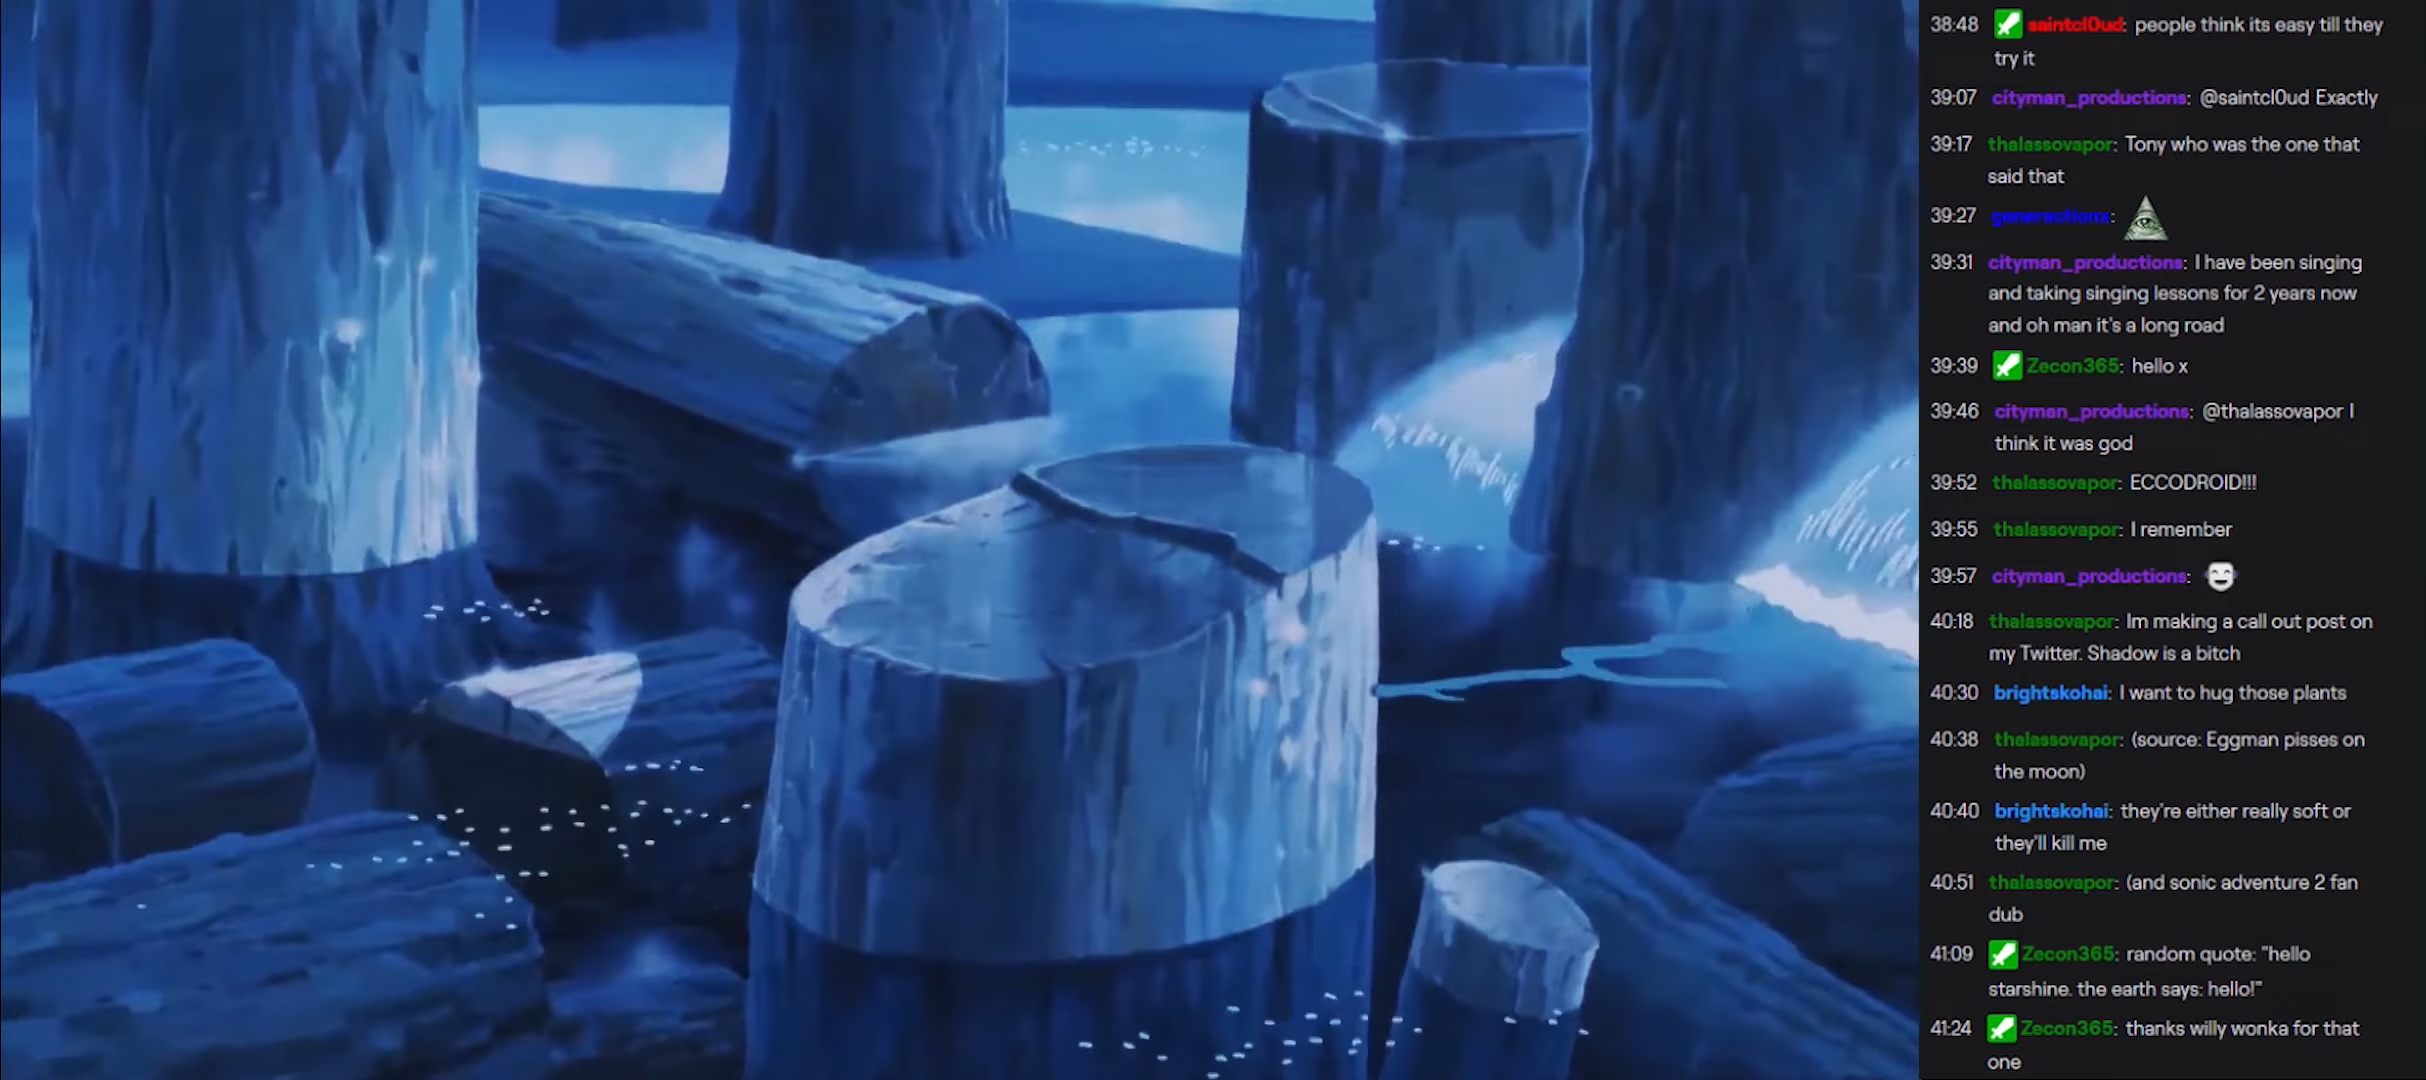 38:48 saintcl0ud: people think its easy till they
try it
39:07 cityman_productions: @saintcl0ud Exactly
39:17 thalassovapor: Tony who was the one that
said that
39:27 generactionx:
39:31 cityman_productions: I have been singing
and taking singing lessons for 2 years now
and oh man it's a long road
39:39 Zecon365: hello x
39:46 cityman_productions: @thalassovapor I
think it was god
39:52 thalassovapor: ECCODROID!!!
39:55 thalassovapor: I remember
39:57 cityman_productions:
40:18 thalassovapor: Im making a call out post on
my Twitter. Shadow is a bitch
40:30 brightskohai: I want to hug those plants
40:38 thalassovapor: (source: Eggman pisses on
the moon)
40:40 brightskohai: they're either really soft or
they'll kill me
40:51 thalassovapor: (and sonic adventure 2 fan
dub
41:09 Zecon365: random quote: "hello
starshine. the earth says: hello!"
41:24 Zecon365: thanks willy wonka for that
one